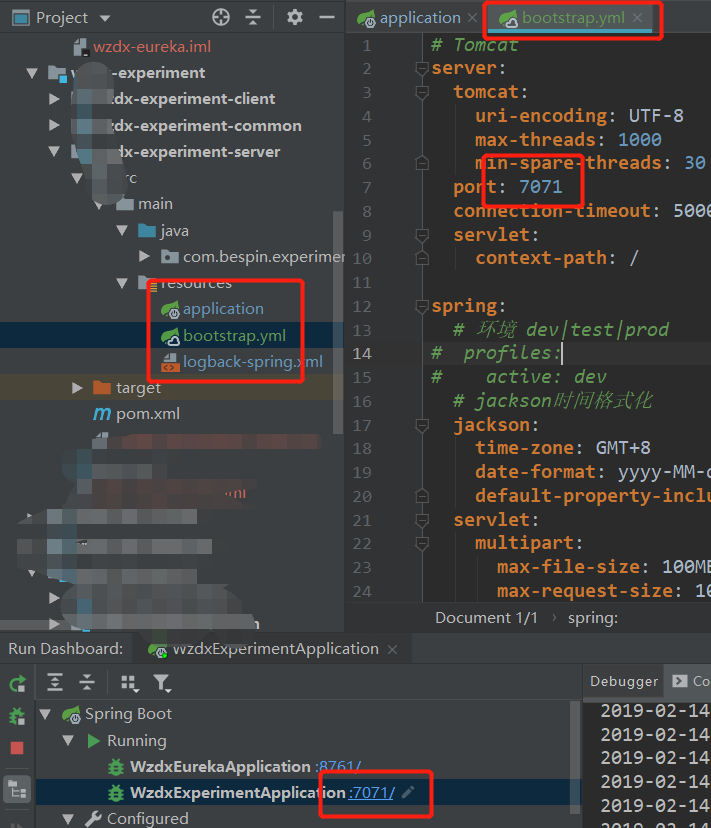 Project
wzdx-eureka.iml
-experiment
dx-experiment-client
dx-experiment-common
dx-experiment-server
rc
main
java
com.bespin.experimer
resources
application
bootstrap.yml
logback-spring.xml
target
pom.xml
application
bootstrap.yml
1 # Tomcat
2 server:
3 tomcat:
4 uri-encoding: UTF-8
5 max-threads: 1000
6 min-spare-threads: 30
7 port: 7071
8 connection-timeout: 5000
9 servlet:
10 context-path: /
11
12 spring:
13 # 环境 dev|test|prod
14 # profiles:
15 # active: dev
16 # jackson时间格式化
17 jackson:
18 time-zone: GMT+8
19 date-format: yyyy-MM-d
20 default-property-inclu
21 servlet:
22 multipart:
23 max-file-size: 100MB
24 max-request-size: 10
Document 1/1 › spring:
Run Dashboard: WzdxExperimentApplication
Debugger Co
Spring Boot
Running
WzdxEurekaApplication :8761/
WzdxExperimentApplication :7071/
Configured
2019-02-14
2019-02-14
2019-02-14
2019-02-14
2019-02-14
2019-02-14